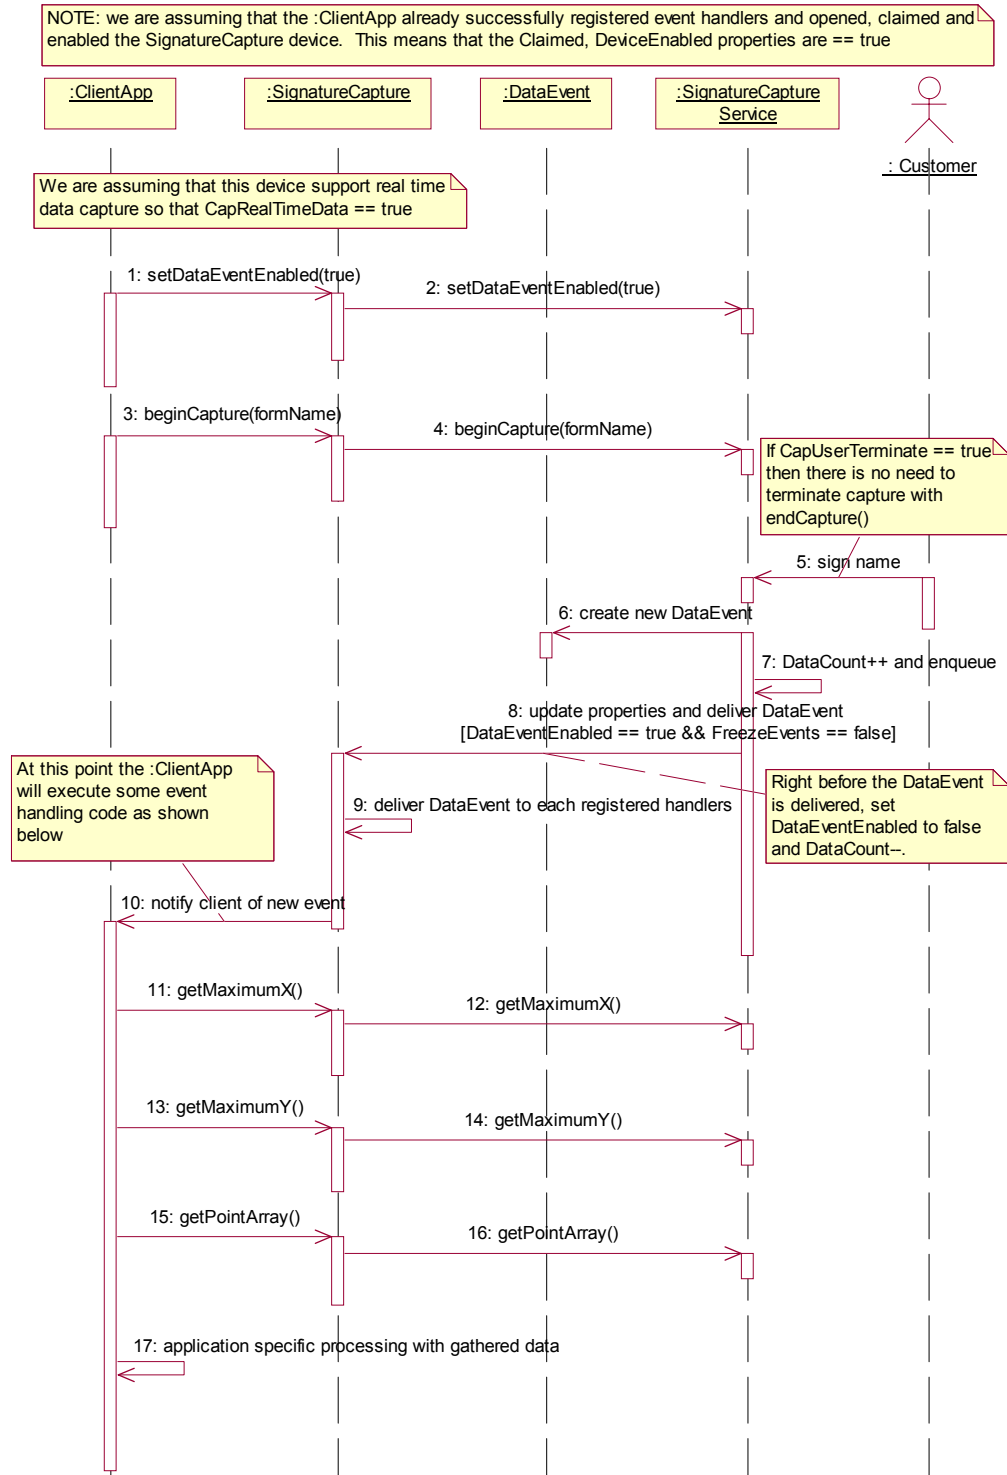 NOTE: we are assuming that the :ClientApp already successfully registered event handlers and opened, claimed and
enabled the SignatureCapture device.  This means that the Claimed, DeviceEnabled properties are == true
:ClientApp
:SignatureCapture
:DataEvent
:SignatureCapture
Service
: Customer
We are assuming that this device support real time
data capture so that CapRealTimeData == true
1: setDataEventEnabled(true)
2: setDataEventEnabled(true)
3: beginCapture(formName)
4: beginCapture(formName)
If CapUserTerminate == true
then there is no need to
terminate capture with
endCapture()
5: sign name
6: create new DataEvent
7: DataCount++ and enqueue
8: update properties and deliver DataEvent
[DataEventEnabled == true && FreezeEvents == false]
At this point the :ClientApp
will execute some event
handling code as shown
below
Right before the DataEvent
is delivered, set
DataEventEnabled to false
and DataCount--.
9: deliver DataEvent to each registered handlers
10: notify client of new event
11: getMaximumX()
12: getMaximumX()
13: getMaximumY()
14: getMaximumY()
15: getPointArray()
16: getPointArray()
17: application specific processing with gathered data